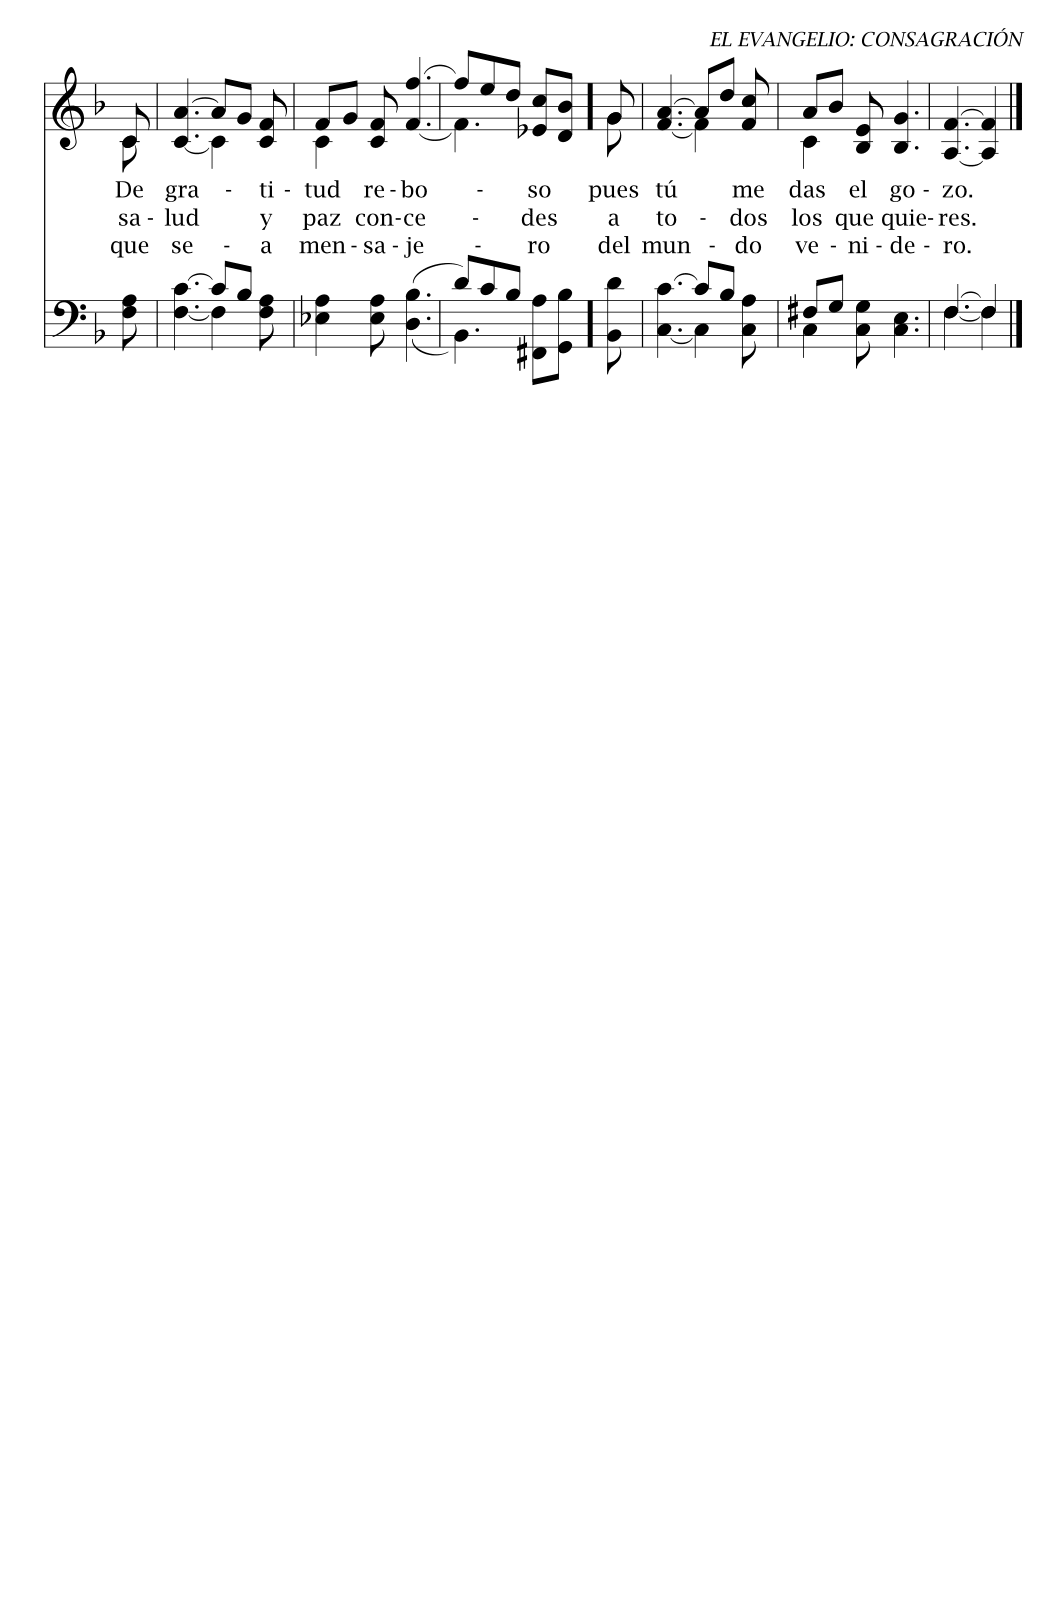 EL EVANGELIO: CONSAGRACIÓN
De gra - ti - tud re - bo - so pues tú me das el go - zo.
sa - lud y paz con - ce - des a to - dos los que quie - res.
que se - a men - sa - je - ro del mun - do ve - ni - de - ro.